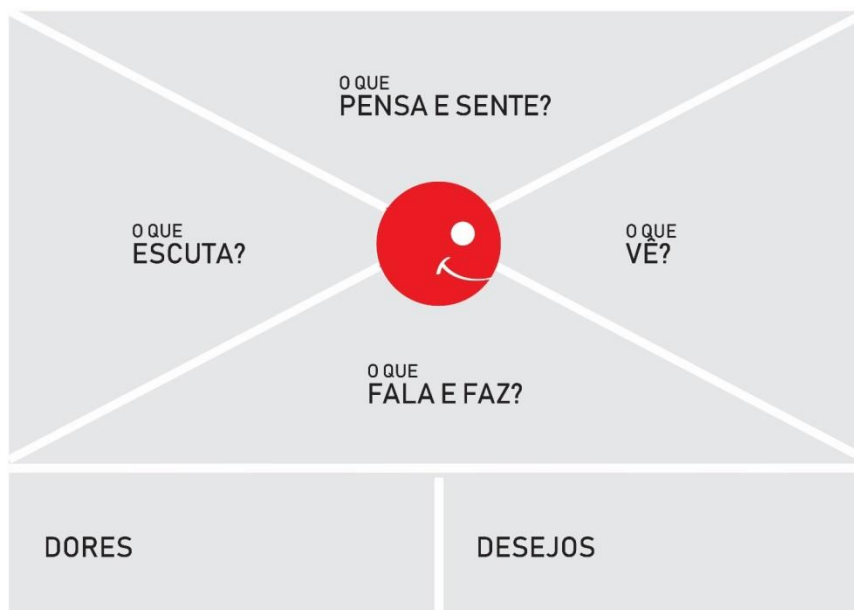 O QUE
PENSA E SENTE?
O QUE
ESCUTA?
O QUE
VÊ?
O QUE
FALA E FAZ?
DORES
DESEJOS